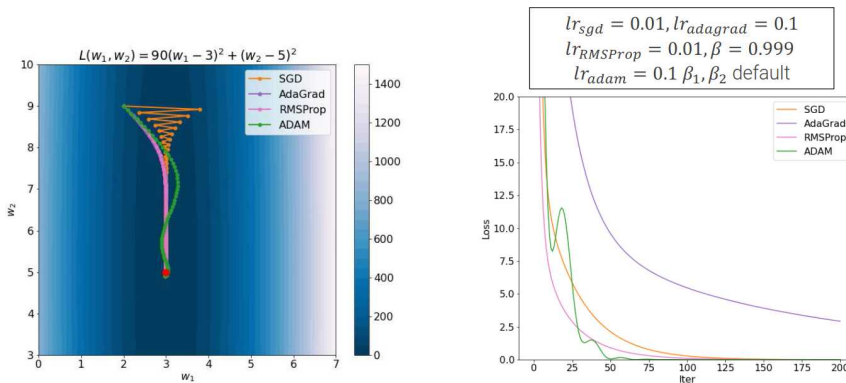 L(w₁, w₂) = 90(w₁ − 3)² + (w₂ − 5)²
10
9
8
7
6
5
4
3
w₂
0
1
2
3
4
5
6
7
w₁
SGD
AdaGrad
RMSProp
ADAM
1400
1200
1000
800
600
400
200
0
lr_sgd = 0.01, lr_adagrad = 0.1
lr_RMSProp = 0.01, β = 0.999
lr_adam = 0.1 β₁, β₂ default
20.0
17.5
15.0
12.5
10.0
7.5
5.0
2.5
0.0
Loss
0
25
50
75
100
125
150
175
200
Iter
SGD
AdaGrad
RMSProp
ADAM